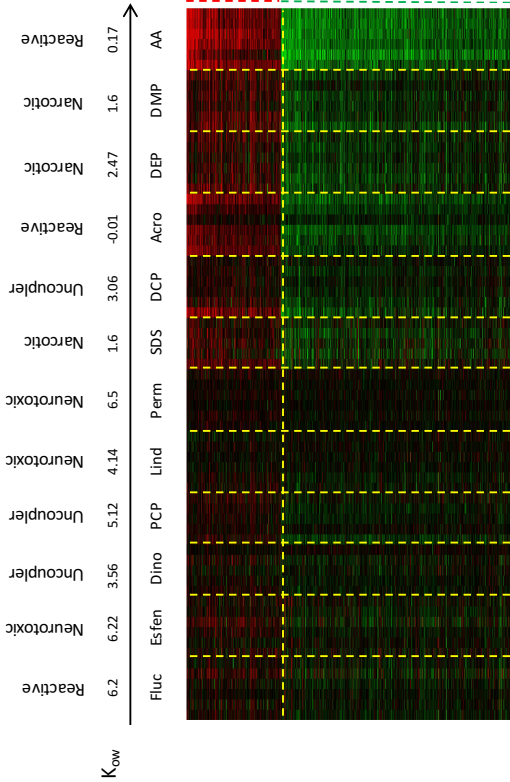 Reactive Neurotoxic Uncoupler Uncoupler Neurotoxic Neurotoxic Narcotic Uncoupler Reactive Narcotic Narcotic Reactive
Kow 6.2 6.22 3.56 5.12 4.14 6.5 1.6 3.06 -0.01 2.47 1.6 0.17
Fluc Esfen Dino PCP Lind Perm SDS DCP Acro DEP DMP AA